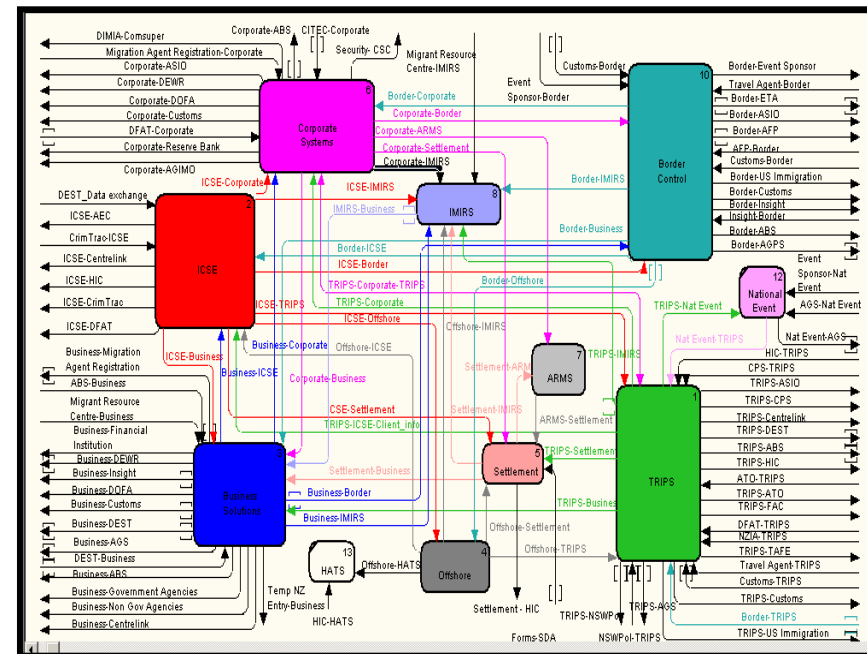 DIMIA-Comsuper
Corporate-ABS
CITEC-Corporate
Migration Agent Registration-Corporate
Security- CSC
Migrant Resource
Centre-IMIRS
Corporate-ASIO
Corporate-DEWR
Corporate-DOFA
Corporate-Customs
DFAT-Corporate
Corporate-Reserve Bank
Corporate-AGIMO
6
Corporate
Systems
Border-Corporate
Corporate-Border
Corporate-ARMS
Corporate-Settlement
Corporate-IMIRS
Event
Sponsor-Border
Customs-Border
10
Border
Control
Border-Event Sponsor
Travel Agent-Border
Border-ETA
Border-ASIO
Border-AFP
AFP-Border
Customs-Border
Border-US Immigration
Border-Customs
Border-Insight
Insight-Border
Border-ABS
Border-AGPS
DEST_Data exchange
ICSE-AEC
CrimTrac-ICSE
ICSE-Centrelink
ICSE-HIC
ICSE-CrimTrac
ICSE-DFAT
2
ICSE
ICSE-Corporate
ICSE-IMIRS
IMIRS-Business
8
IMIRS
Border-IMIRS
Border-Business
Border-ICSE
ICSE-Border
TRIPS-Corporate-TRIPS
Border-Offshore
ICSE-TRIPS
TRIPS-Corporate
ICSE-Offshore
Offshore-IMIRS
Business-Corporate
Offshore-ICSE
ICSE-Business
Business-ICSE
Corporate-Business
Event
Sponsor-Nat
Event
12
National
Event
AGS-Nat Event
TRIPS-Nat Event
Nat Event-TRIPS
Nat Event-AGS
7
ARMS
TRIPS-IMIRS
Settlement-ARM
Settlement-IMIRS
ARMS-Settlement
CSE-Settlement
TRIPS-ICSE-Client_info
Business-Migration
Agent Registration
ABS-Business
Migrant Resource
Centre-Business
Business-Financial
Institution
Business-DEWR
Business-Insight
Business-DOFA
Business-Customs
Business-DEST
Business-AGS
DEST-Business
Business-ABS
Business-Government Agencies
Business-Non Gov Agencies
Business-Centrelink
Business
Solutions
Settlement-Business
Business-Border
Business-IMIRS
5
Settlement
TRIPS-Settlement
TRIPS-Busines
Offshore-Settlement
Offshore-TRIPS
4
Offshore
13
HATS
Offshore-HATS
HIC-HATS
Temp NZ
Entry-Business
Settlement - HIC
Forms-SDA
1
TRIPS
HIC-TRIPS
CPS-TRIPS
TRIPS-ASIO
TRIPS-CPS
TRIPS-Centrelink
TRIPS-DEST
TRIPS-ABS
TRIPS-HIC
ATO-TRIPS
TRIPS-ATO
TRIPS-FAC
DFAT-TRIPS
NZIA-TRIPS
TRIPS-TAFE
Travel Agent-TRIPS
Customs-TRIPS
TRIPS-Customs
Border-TRIPS
TRIPS-US Immigration
TRIPS-NSWPol
TRIPS-AGS
NSWPol-TRIPS